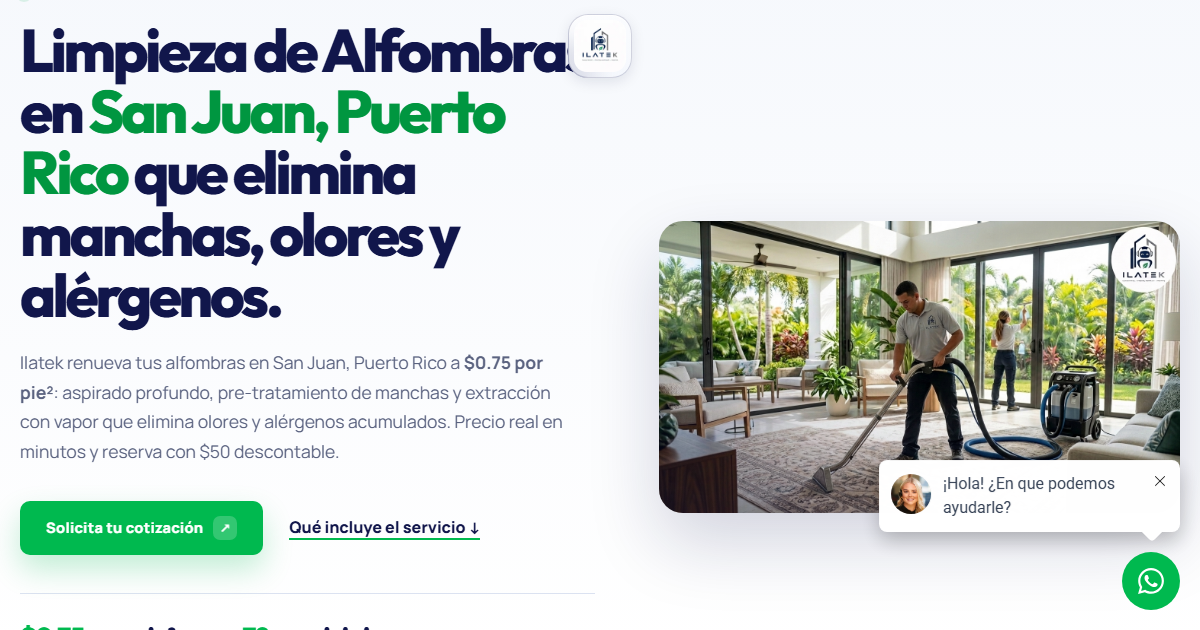 Limpieza de Alfombras
ILATEK
en San Juan, Puerto
Rico que elimina
manchas, olores y
alérgenos.
ILATEK
Ilatek renueva tus alfombras en San Juan, Puerto Rico a $0.75 por
pie²: aspirado profundo, pre-tratamiento de manchas y extracción
con vapor que elimina olores y alérgenos acumulados. Precio real en
minutos y reserva con $50 descontable.
¡Hola! ¿En que podemos
ayudarle?
Solicita tu cotización ↗
Qué incluye el servicio ↓